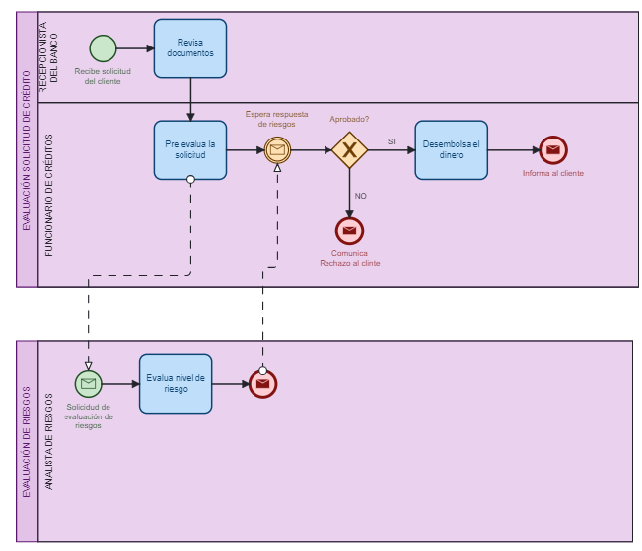 EVALUACIÓN SOLICITUD DE CREDITO
RECEPCIONISTA
DEL BANCO
Recibe solicitud
del cliente
Revisa
documentos
FUNCIONARIO DE CRÉDITOS
Pre evalua la
solicitud
Espera respuesta
de riesgos
Aprobado?
SI
NO
Desembolsa el
dinero
Informa al cliente
Comunica
Rechazo al clinte
EVALUACIÓN DE RIESGOS
ANALISTA DE RIESGOS
Solicitud de
evaluación de
riesgos
Evalua nivel de
riesgo